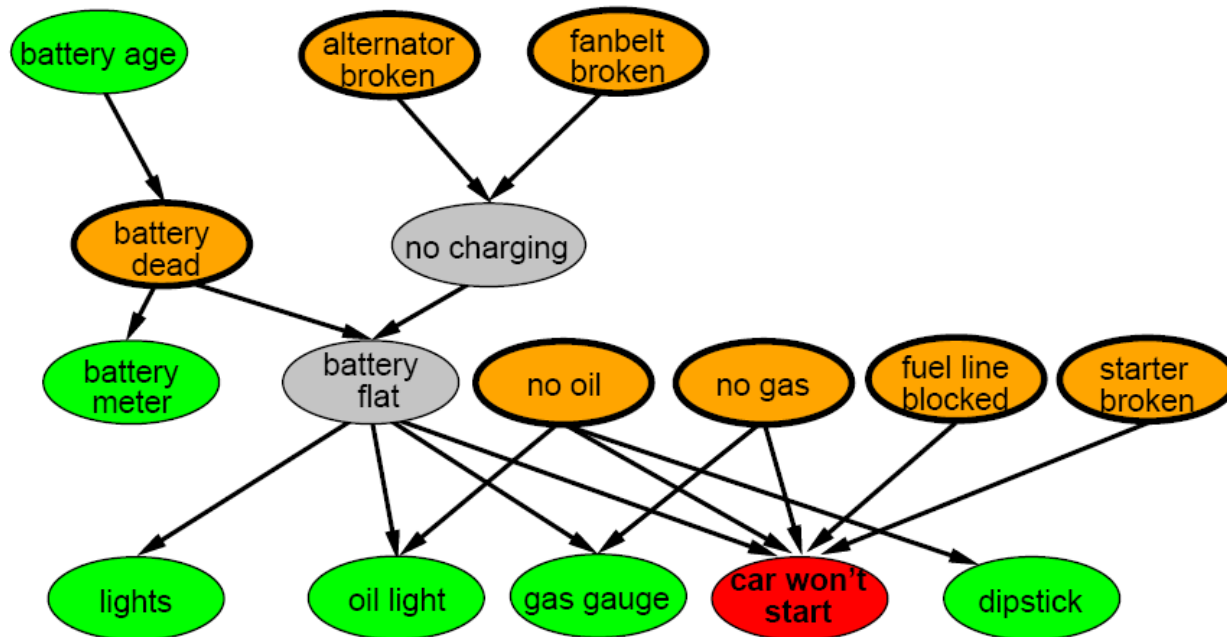 battery age
alternator
broken
fanbelt
broken
battery
dead
no charging
battery
meter
battery
flat
no oil
no gas
fuel line
blocked
starter
broken
lights
oil light
gas gauge
car won't
start
dipstick